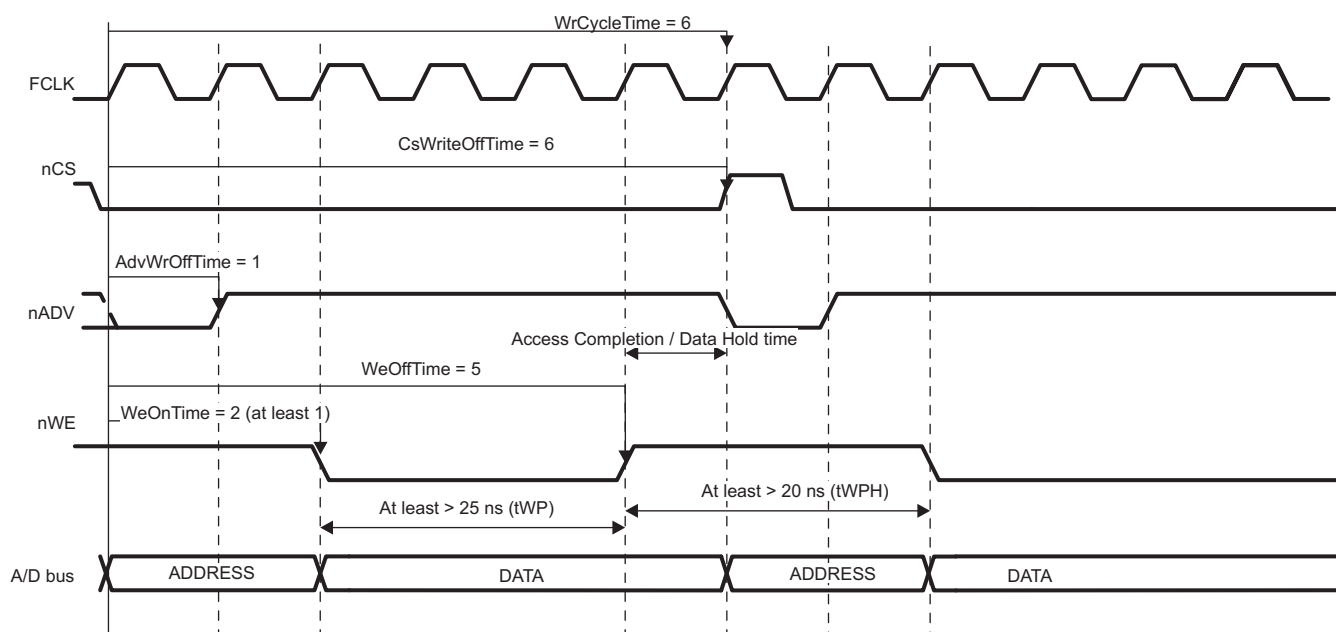 WrCycleTime = 6
FCLK
CsWriteOffTime = 6
nCS
AdvWrOffTime = 1
nADV
Access Completion / Data Hold time
WeOffTime = 5
WeOnTime = 2 (at least 1)
nWE
At least > 20 ns (tWPH)
At least > 25 ns (tWP)
A/D bus
ADDRESS
DATA
ADDRESS
DATA